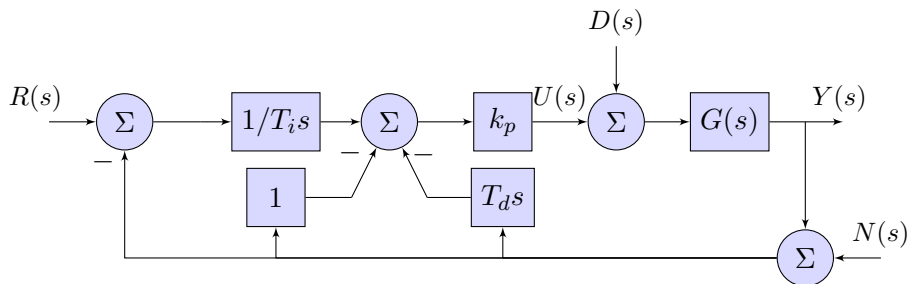 D(s)
R(s)
Σ
1/T_i s
Σ
k_p
U(s)
Σ
G(s)
Y(s)
−
−
−
1
T_d s
Σ
N(s)